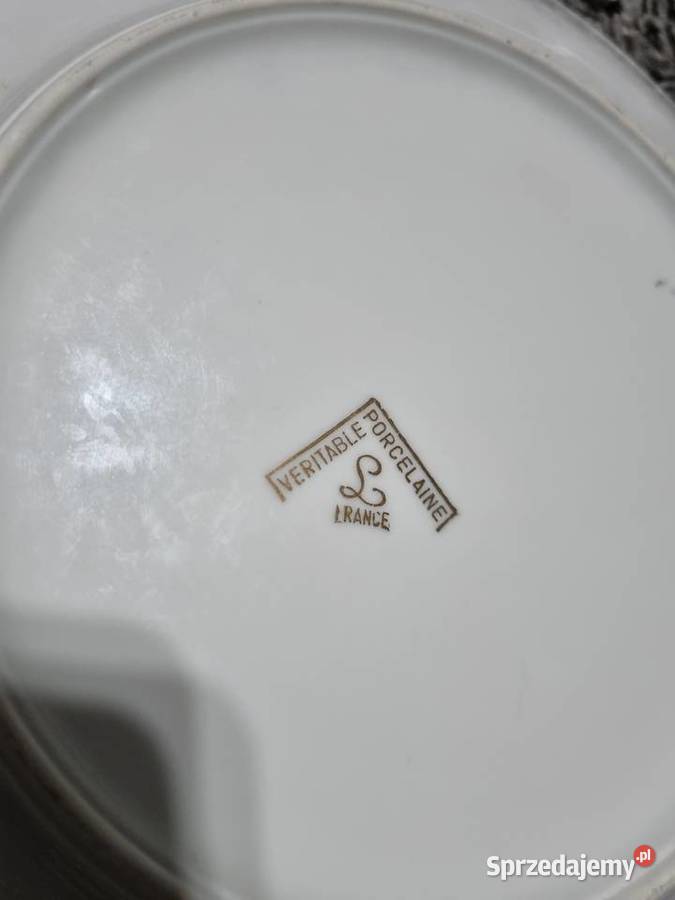 VERITABLE PORCELAINE
L
FRANCE
Sprzedajemy.pl